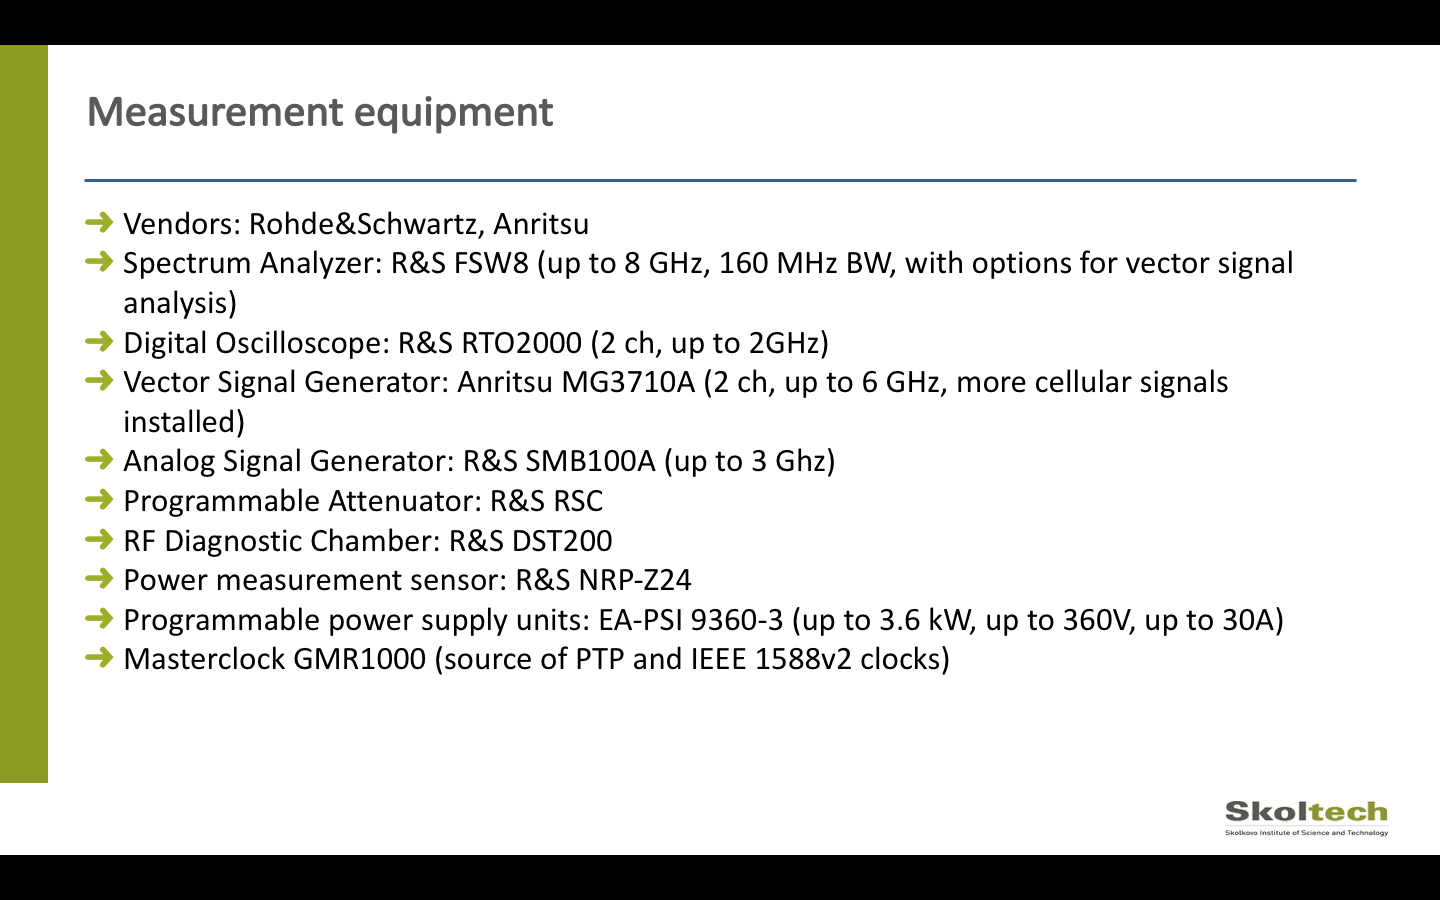 Measurement equipment
Vendors: Rohde&Schwartz, Anritsu
Spectrum Analyzer: R&S FSW8 (up to 8 GHz, 160 MHz BW, with options for vector signal
analysis)
Digital Oscilloscope: R&S RTO2000 (2 ch, up to 2GHz)
Vector Signal Generator: Anritsu MG3710A (2 ch, up to 6 GHz, more cellular signals
installed)
Analog Signal Generator: R&S SMB100A (up to 3 Ghz)
Programmable Attenuator: R&S RSC
RF Diagnostic Chamber: R&S DST200
Power measurement sensor: R&S NRP-Z24
Programmable power supply units: EA-PSI 9360-3 (up to 3.6 kW, up to 360V, up to 30A)
Masterclock GMR1000 (source of PTP and IEEE 1588v2 clocks)
Skoltech
Skolkovo Institute of Science and Technology